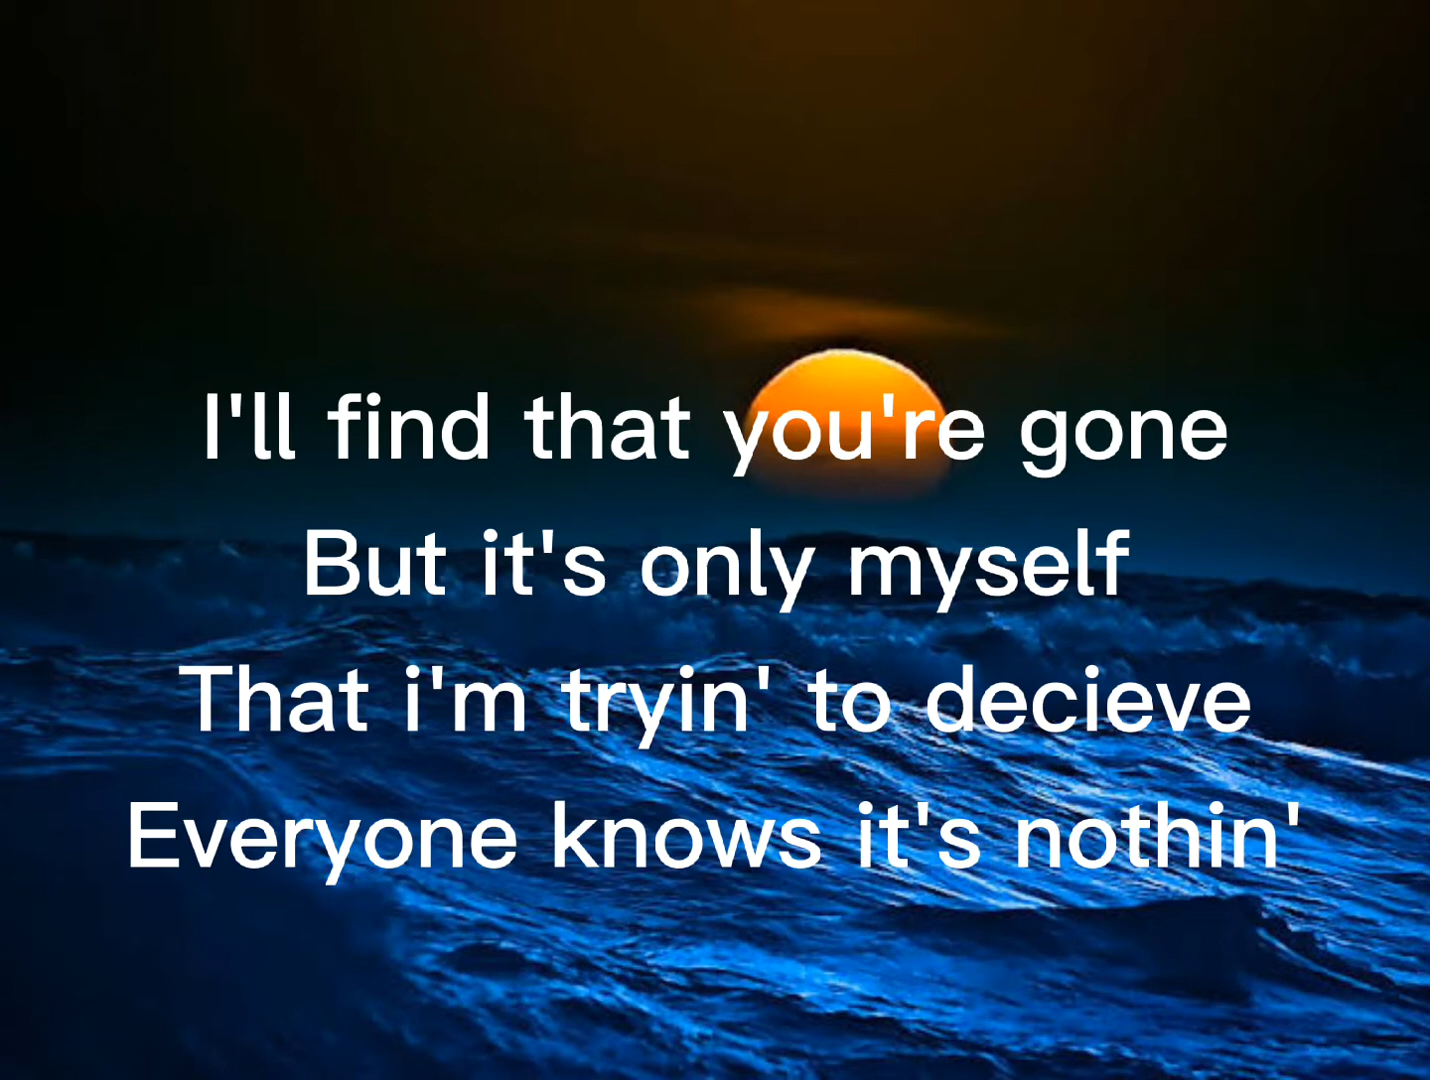 I'll find that you're gone
But it's only myself
That i'm tryin' to decieve
Everyone knows it's nothin'